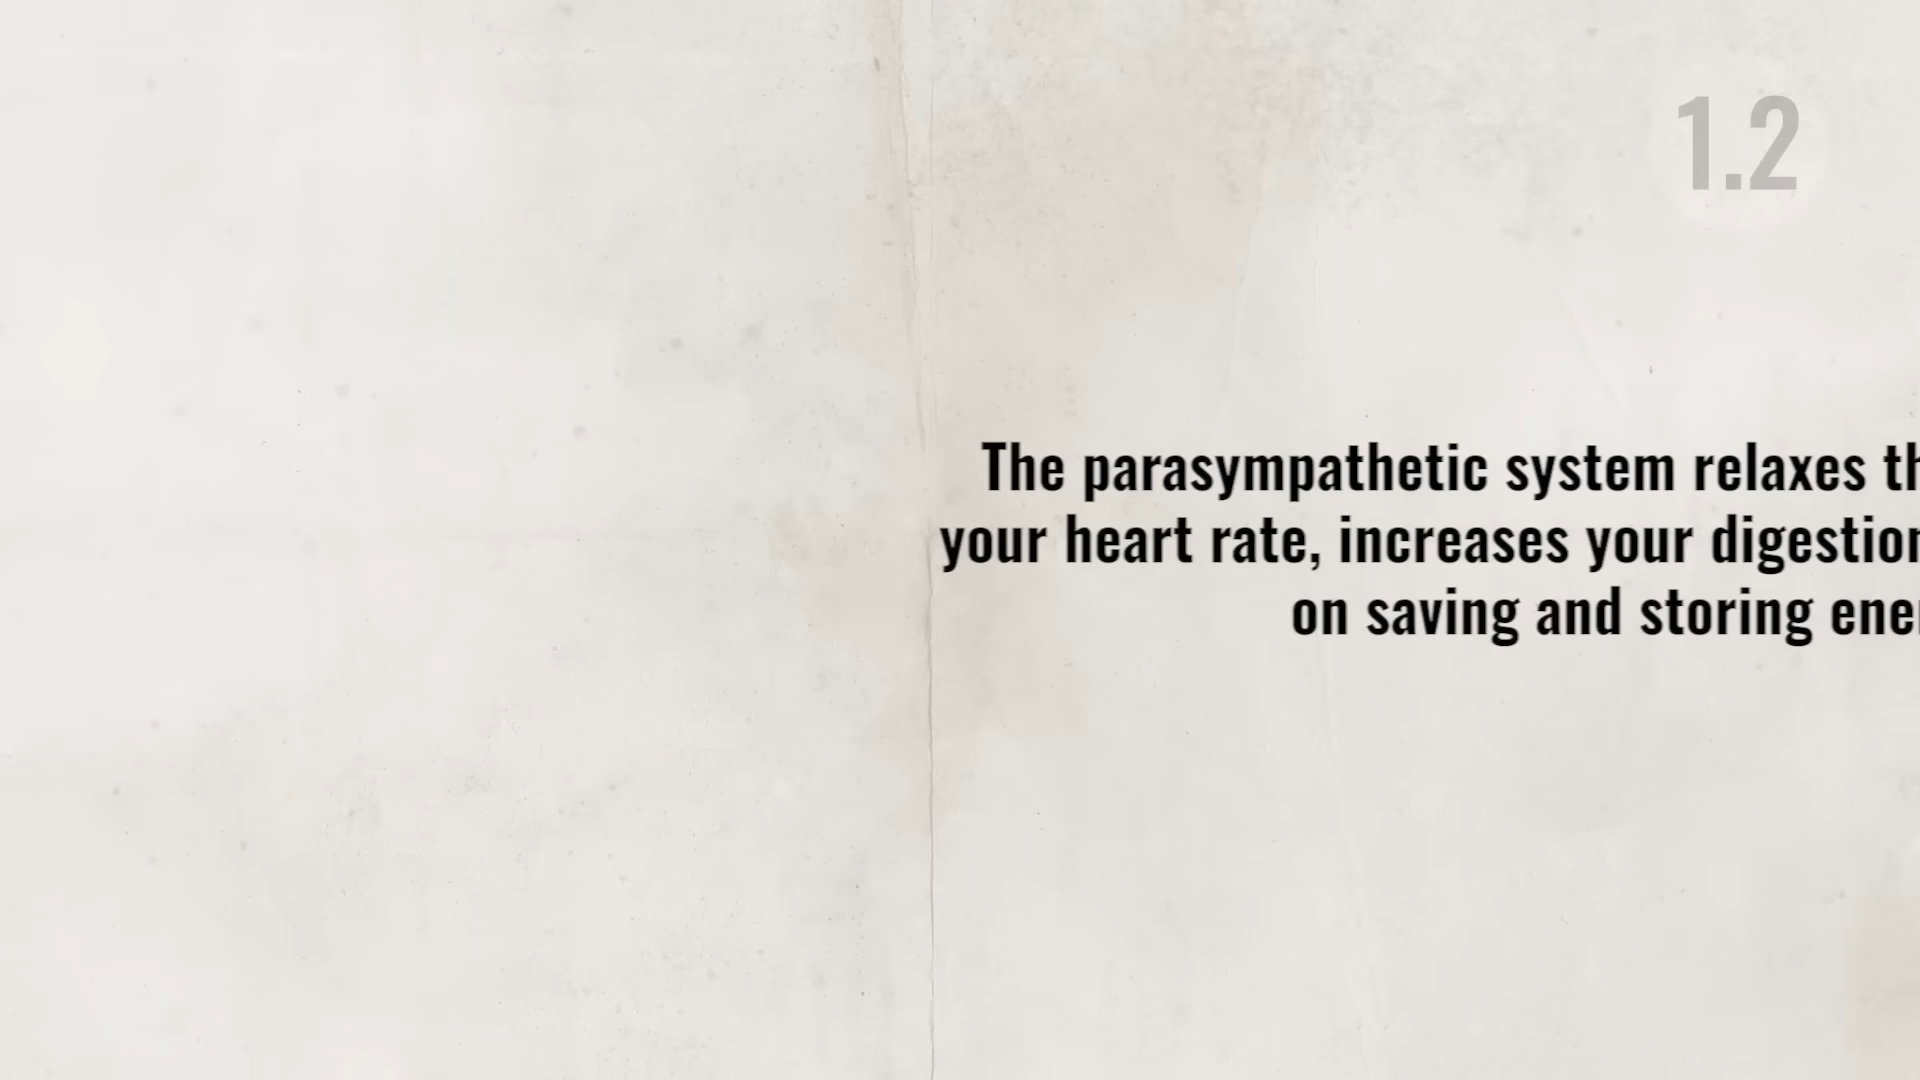 1.2
The parasympathetic system relaxes
your heart rate, increases your
on saving and storing